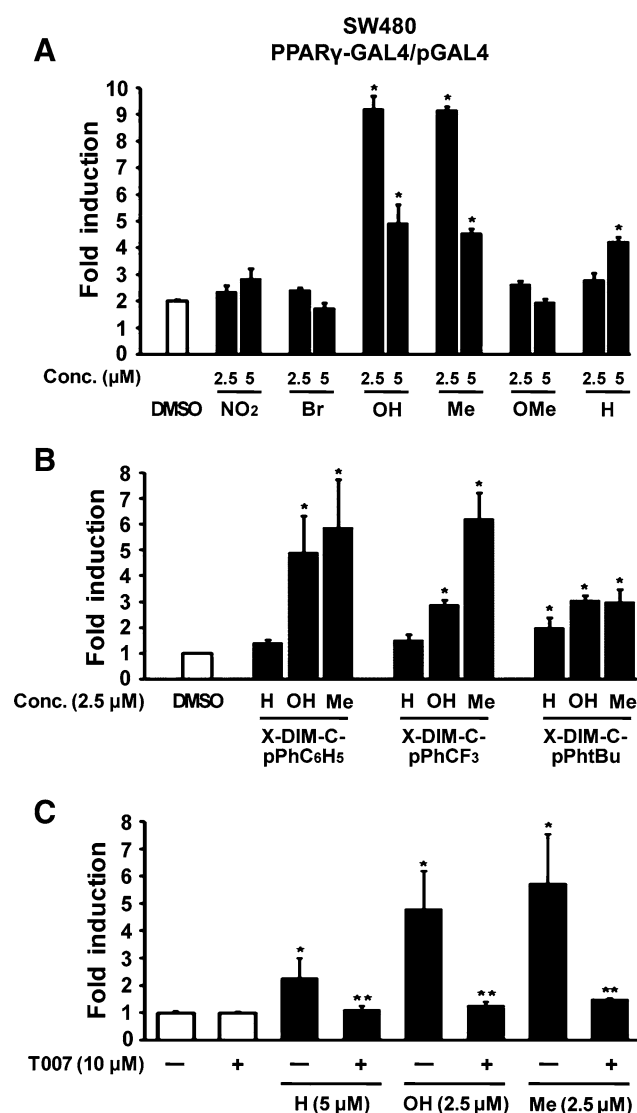 SW480
PPARγ-GAL4/pGAL4
A
Fold induction
10
9
8
7
6
5
4
3
2
1
0
* * * * *
Conc. (µM) 2.5 5 2.5 5 2.5 5 2.5 5 2.5 5 2.5 5
DMSO NO2 Br OH Me OMe H
B
Fold induction
8
7
6
5
4
3
2
1
0
* * * * * * *
Conc. (2.5 µM) DMSO H OH Me H OH Me H OH Me
X-DIM-C- X-DIM-C- X-DIM-C-
pPhC6H5 pPhCF3 pPhtBu
C
Fold induction
8
7
6
5
4
3
2
1
0
* ** * ** * **
T007 (10 µM) — + — + — + — +
H (5 µM) OH (2.5 µM) Me (2.5 µM)